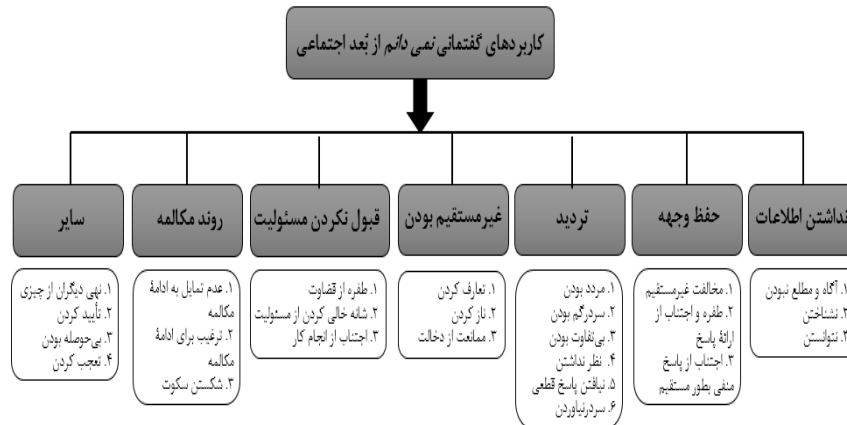 کاربردهای گفتمانی نمی دانم از بُعد اجتماعی
نداشتن اطلاعات
۱. آگاه و مطلع نبودن
۲. نشناختن
۳. نتوانستن
حفظ وجهه
۱. مخالفت غیرمستقیم
۲. طفره و اجتناب از
ارائهٔ پاسخ
۳. اجتناب از پاسخ
منفی بطور مستقیم
تردید
۱. مردد بودن
۲. سردرگم بودن
۳. بی‌تفاوت بودن
۴. نظر نداشتن
۵. نیافتن پاسخ قطعی
۶. سردرنیاوردن
غیرمستقیم بودن
۱. تعارف کردن
۲. ناز کردن
۳. ممانعت از دخالت
قبول نکردن مسئولیت
۱. طفره از قضاوت
۲. شانه خالی کردن از مسئولیت
۳. اجتناب از انجام کار
روند مکالمه
۱. عدم تمایل به ادامهٔ
مکالمه
۲. ترغیب برای ادامهٔ
مکالمه
۳. شکستن سکوت
سایر
۱. نهی دیگران از چیزی
۲. تأیید کردن
۳. بی‌حوصله بودن
۴. تعجب کردن